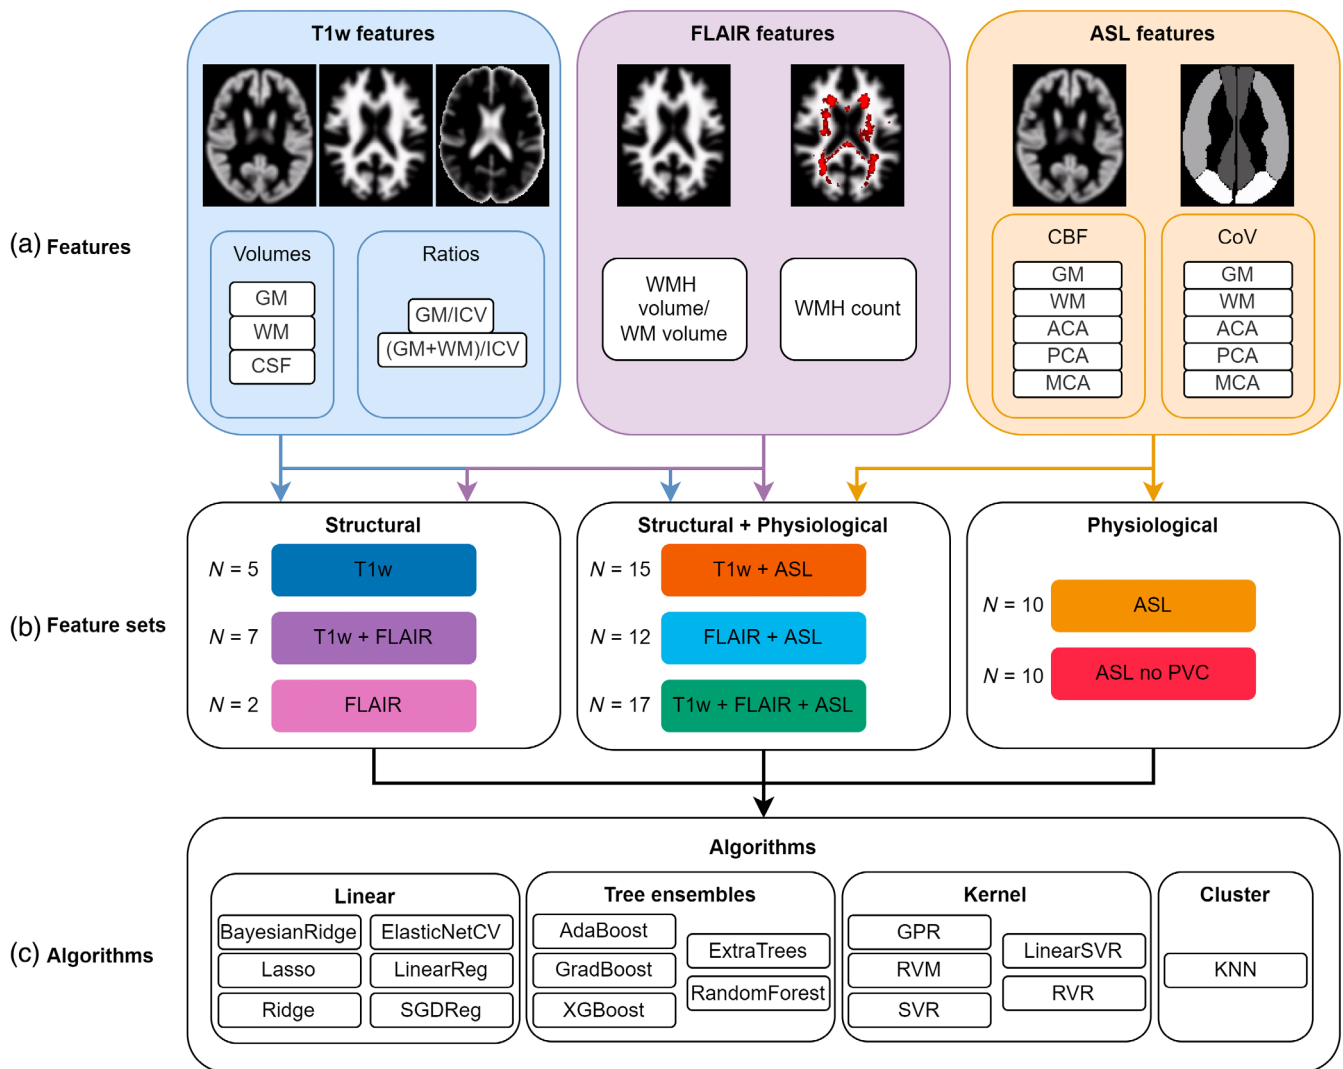 T1w features
FLAIR features
ASL features
(a) Features
Volumes
GM
WM
CSF
Ratios
GM/ICV
(GM+WM)/ICV
WMH
volume/
WM volume
WMH count
CBF
GM
WM
ACA
PCA
MCA
CoV
GM
WM
ACA
PCA
MCA
(b) Feature sets
Structural
N = 5 T1w
N = 7 T1w + FLAIR
N = 2 FLAIR
Structural + Physiological
N = 15 T1w + ASL
N = 12 FLAIR + ASL
N = 17 T1w + FLAIR + ASL
Physiological
N = 10 ASL
N = 10 ASL no PVC
(c) Algorithms
Algorithms
Linear
BayesianRidge
ElasticNetCV
Lasso
LinearReg
Ridge
SGDReg
Tree ensembles
AdaBoost
GradBoost
XGBoost
ExtraTrees
RandomForest
Kernel
GPR
RVM
SVR
LinearSVR
RVR
Cluster
KNN